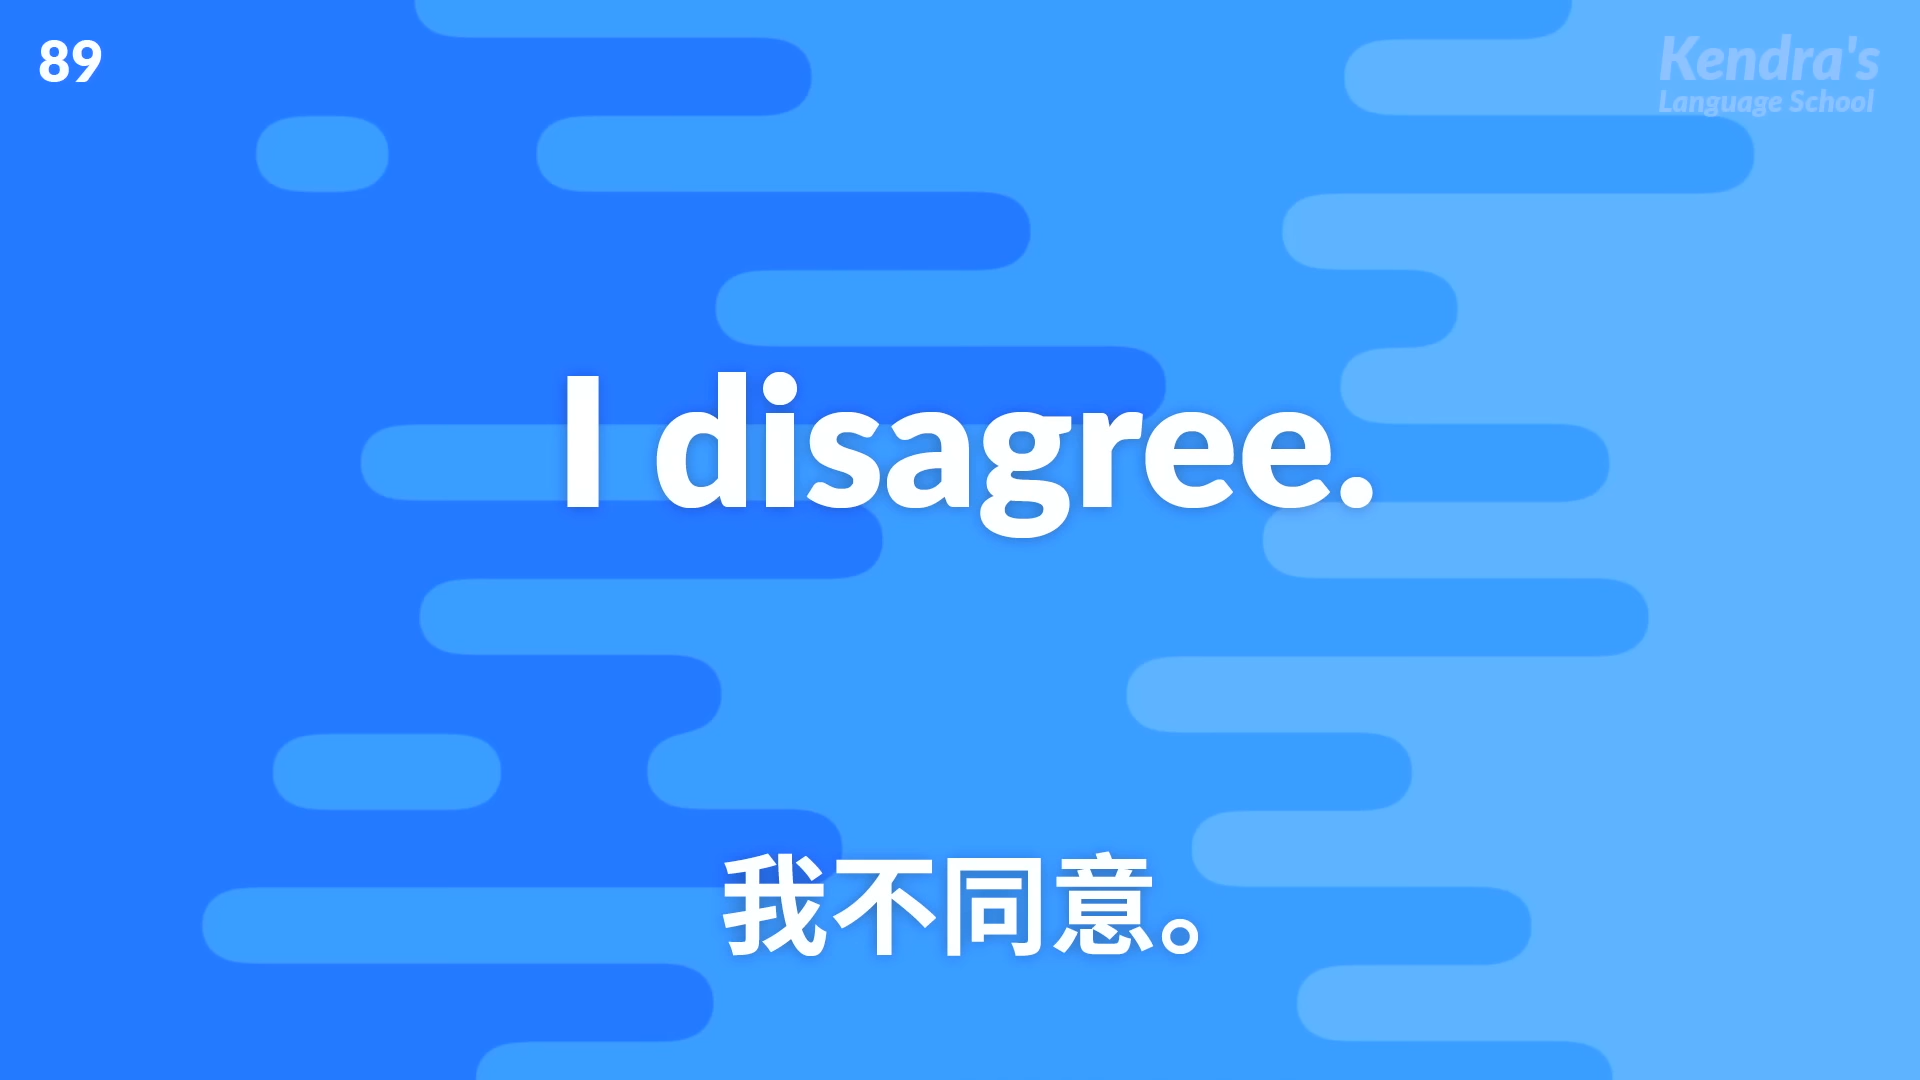 89
Kendra's
Language School
I disagree.
我不同意。